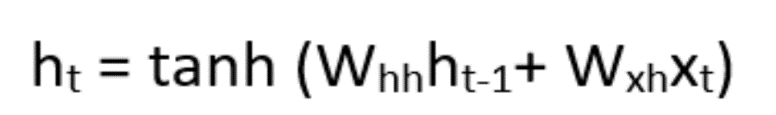 hₜ = tanh (Wₕₕhₜ₋₁+ Wₓₕxₜ)